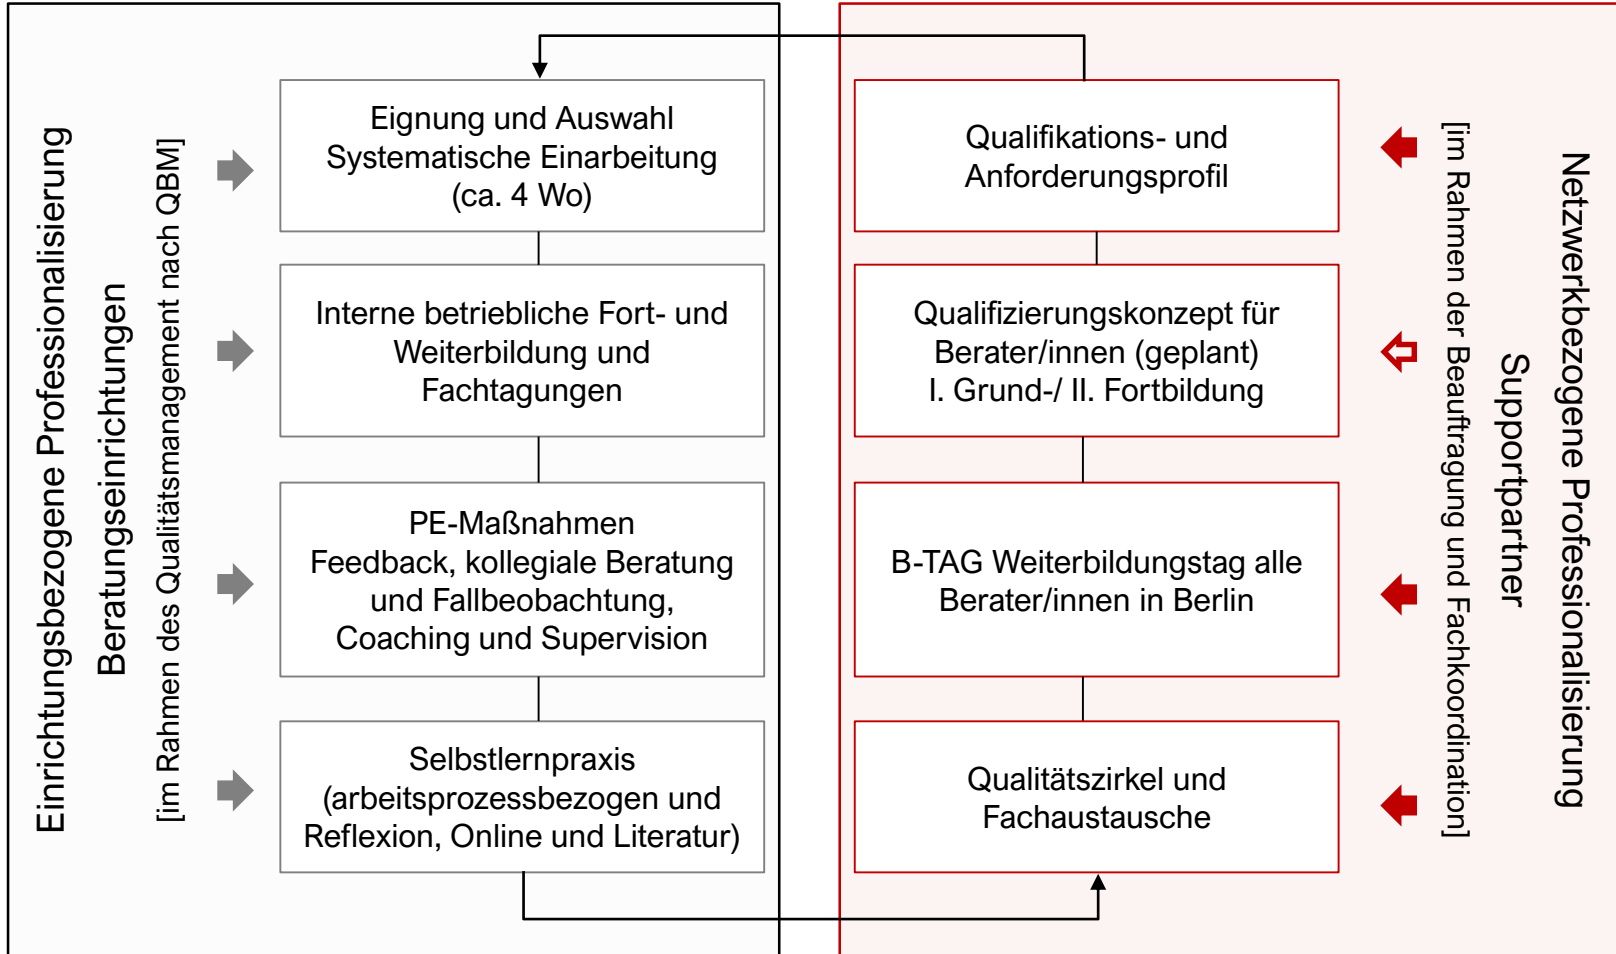 Einrichtungsbezogene Professionalisierung
Beratungseinrichtungen
[im Rahmen des Qualitätsmanagement nach QBM]
Eignung und Auswahl
Systematische Einarbeitung
(ca. 4 Wo)
Interne betriebliche Fort- und
Weiterbildung und
Fachtagungen
PE-Maßnahmen
Feedback, kollegiale Beratung
und Fallbeobachtung,
Coaching und Supervision
Selbstlernpraxis
(arbeitsprozessbezogen und
Reflexion, Online und Literatur)
Qualifikations- und
Anforderungsprofil
Qualifizierungskonzept für
Berater/innen (geplant)
I. Grund-/ II. Fortbildung
B-TAG Weiterbildungstag alle
Berater/innen in Berlin
Qualitätszirkel und
Fachaustausche
Netzwerkbezogene Professionalisierung
Supportpartner
[im Rahmen der Beauftragung und Fachkoordination]